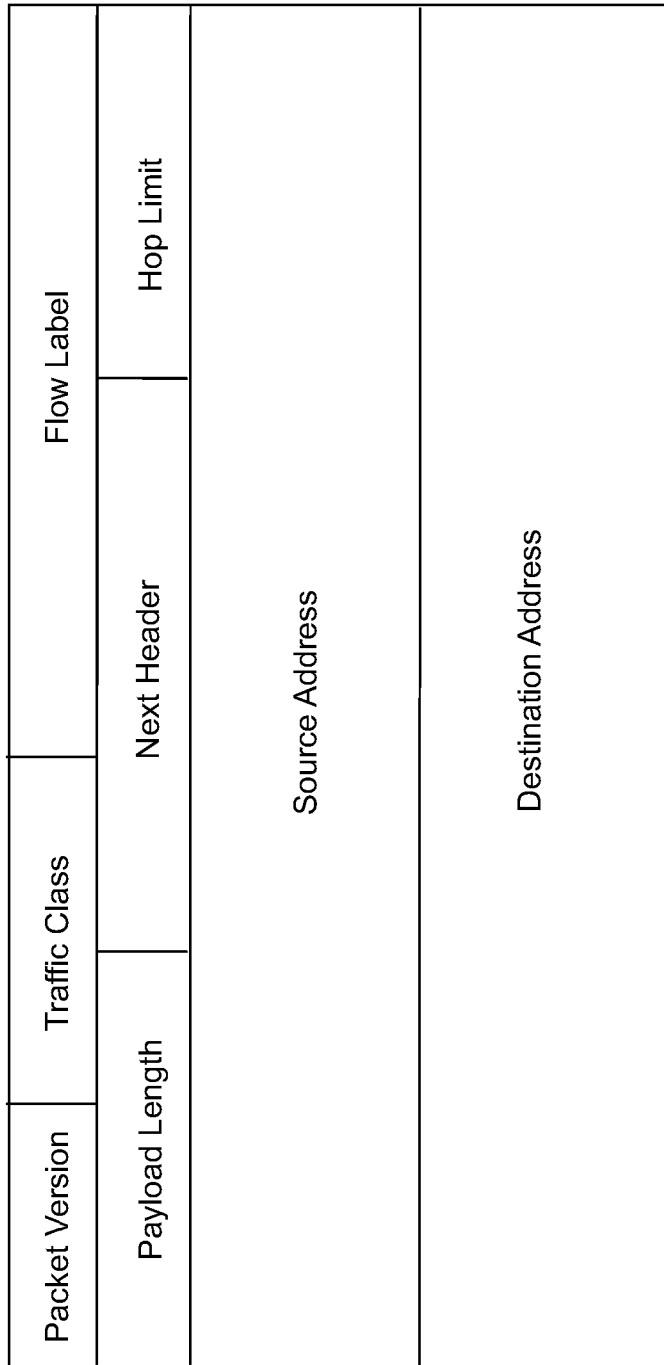 Packet Version
Traffic Class
Flow Label
Payload Length
Next Header
Hop Limit
Source Address
Destination Address